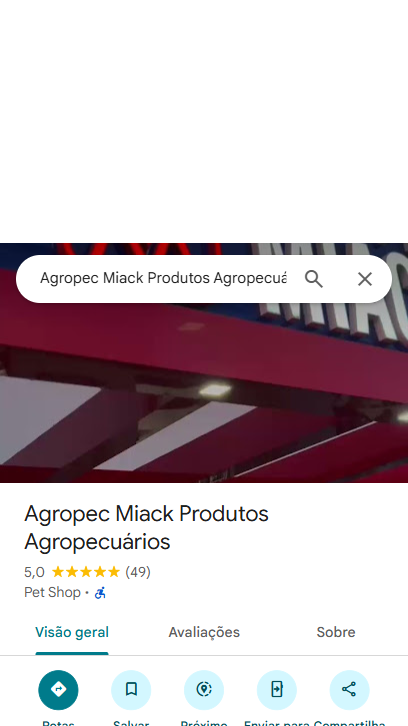 Agropec Miack Produtos Agropecuá
MIAC
Agropec Miack Produtos
Agropecuários
5,0 (49)
Pet Shop •
Visão geral Avaliações Sobre
Rotas Salvar Próximo Enviar para Compartilha